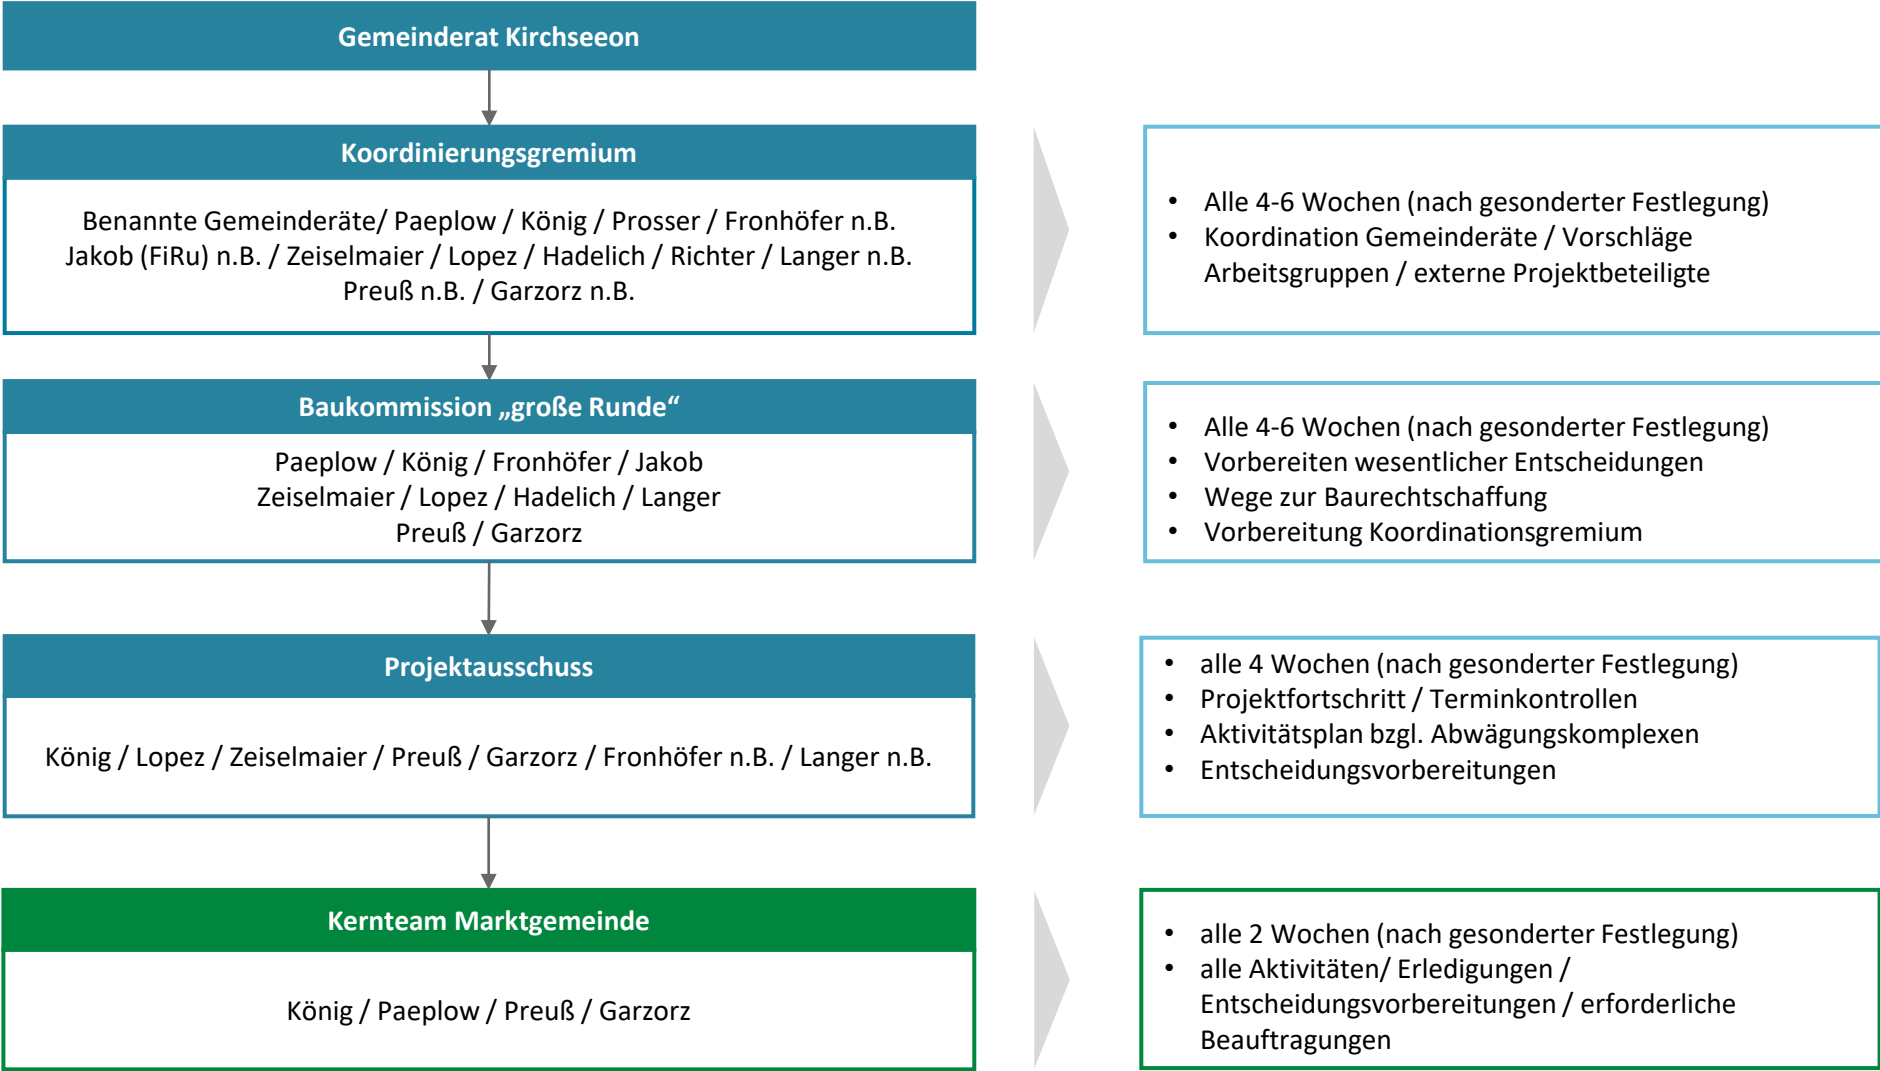 Gemeinderat Kirchseeon
Koordinierungsgremium
Benannte Gemeinderäte/ Paeplow / König / Prosser / Fronhöfer n.B.
Jakob (FiRu) n.B. / Zeiselmaier / Lopez / Hadelich / Richter / Langer n.B.
Preuß n.B. / Garzorz n.B.
• Alle 4-6 Wochen (nach gesonderter Festlegung)
• Koordination Gemeinderäte / Vorschläge
Arbeitsgruppen / externe Projektbeteiligte
Baukommission „große Runde“
Paeplow / König / Fronhöfer / Jakob
Zeiselmaier / Lopez / Hadelich / Langer
Preuß / Garzorz
• Alle 4-6 Wochen (nach gesonderter Festlegung)
• Vorbereiten wesentlicher Entscheidungen
• Wege zur Baurechtschaffung
• Vorbereitung Koordinationsgremium
Projektausschuss
König / Lopez / Zeiselmaier / Preuß / Garzorz / Fronhöfer n.B. / Langer n.B.
• alle 4 Wochen (nach gesonderter Festlegung)
• Projektfortschritt / Terminkontrollen
• Aktivitätsplan bzgl. Abwägungskomplexen
• Entscheidungsvorbereitungen
Kernteam Marktgemeinde
König / Paeplow / Preuß / Garzorz
• alle 2 Wochen (nach gesonderter Festlegung)
• alle Aktivitäten/ Erledigungen /
Entscheidungsvorbereitungen / erforderliche
Beauftragungen